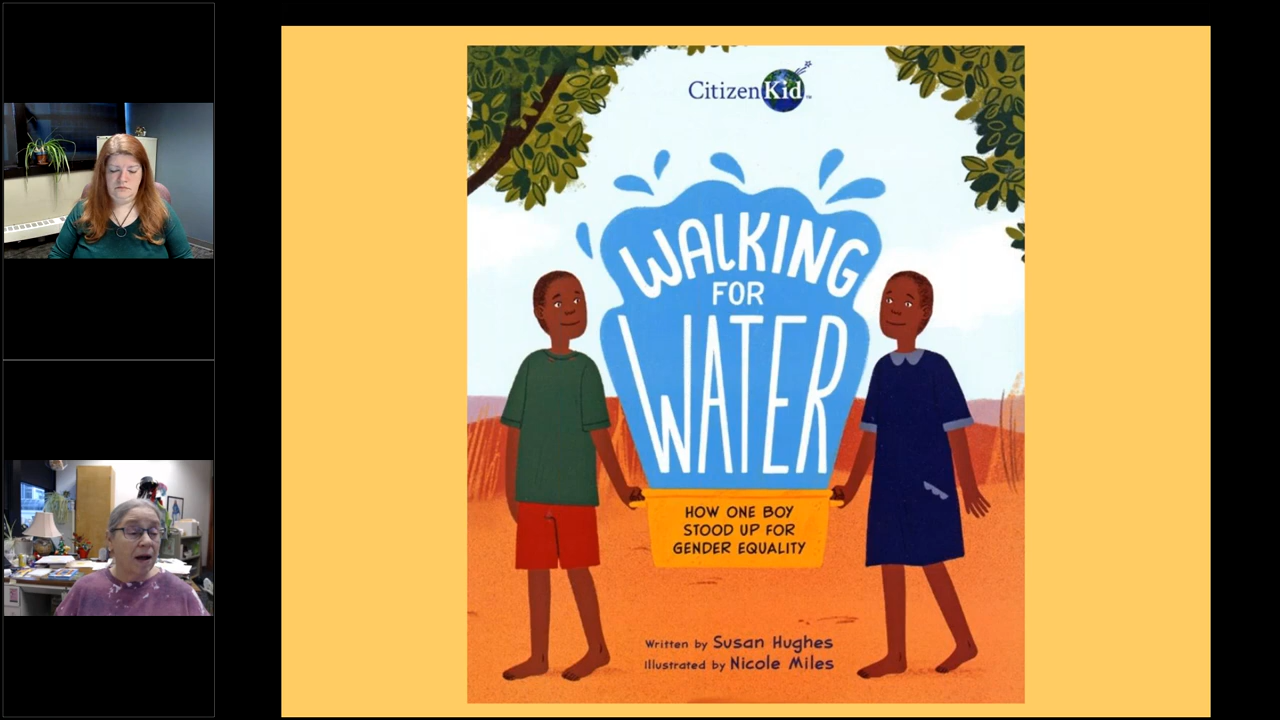 CitizenKid™
WALKING
FOR
WATER
HOW ONE BOY
STOOD UP FOR
GENDER EQUALITY
Written by Susan Hughes
Illustrated by Nicole Miles